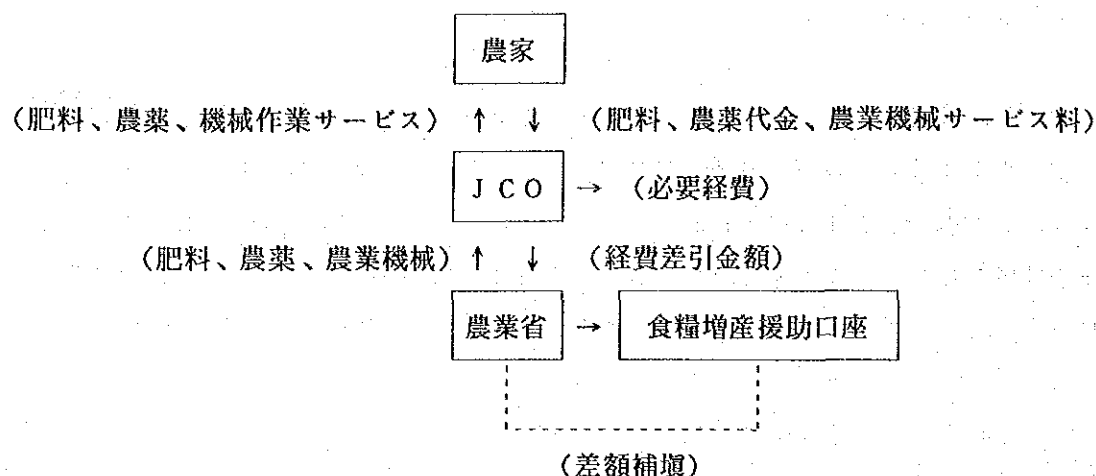 農家
（肥料、農薬、機械作業サービス） ↑ ↓ （肥料、農薬代金、農業機械サービス料）
ＪＣＯ → （必要経費）
（肥料、農薬、農業機械） ↑ ↓ （経費差引金額）
農業省 → 食糧増産援助口座
（差額補塡）